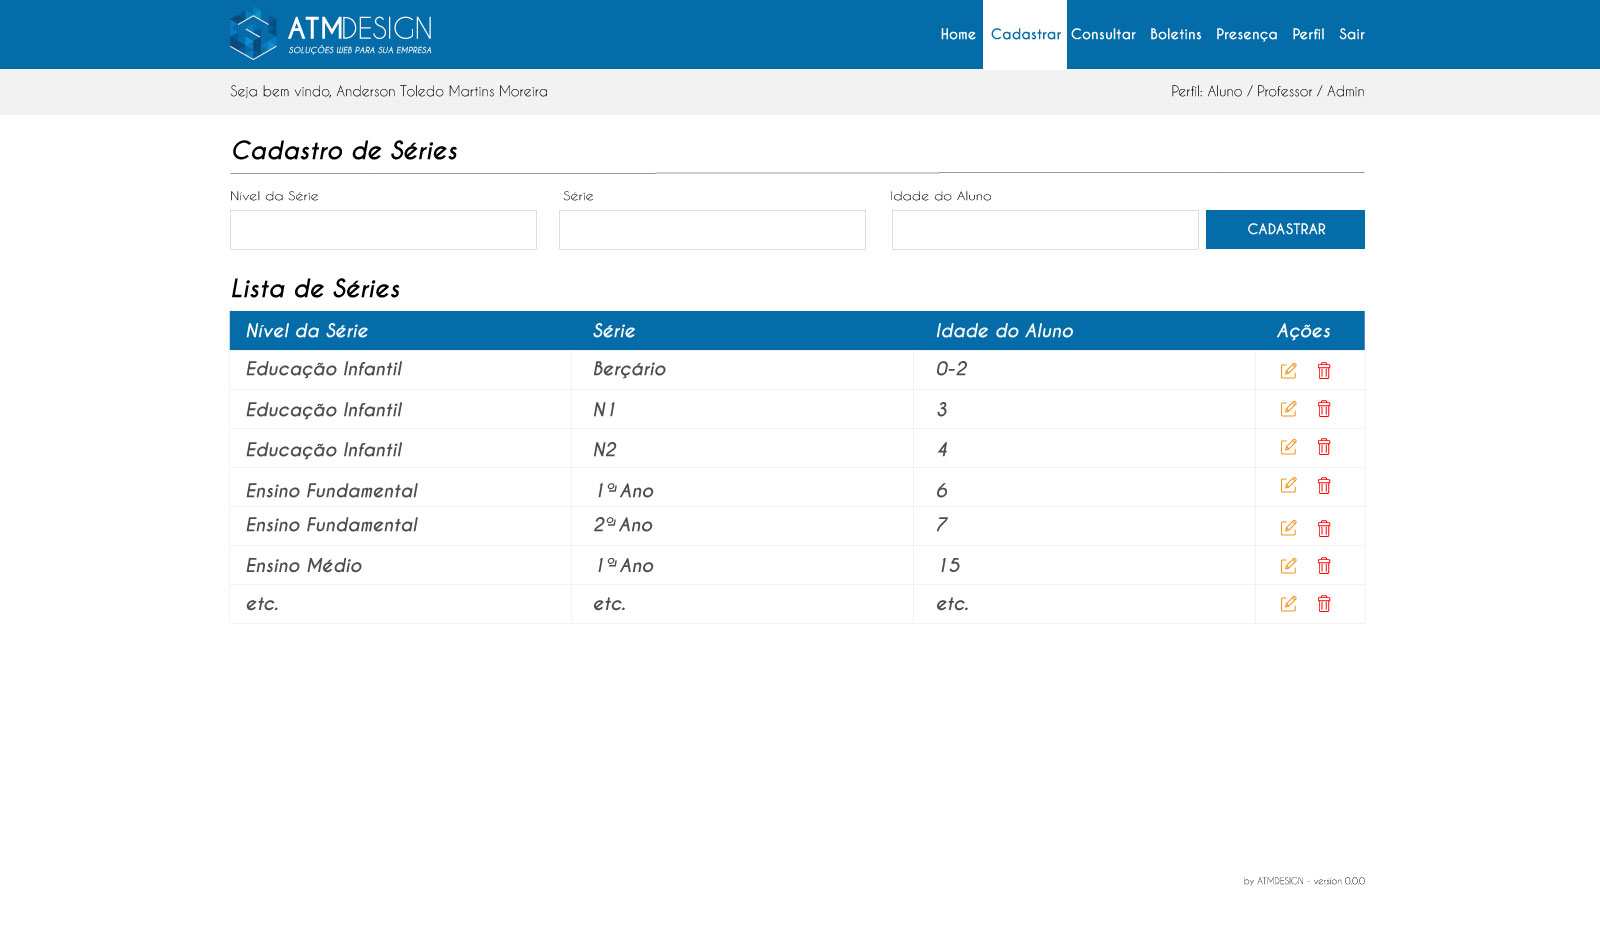 ATMDESIGN
SOLUÇÕES WEB PARA SUA EMPRESA
Home Cadastrar Consultar Boletins Presença Perfil Sair
Seja bem vindo, Anderson Toledo Martins Moreira
Perfil: Aluno / Professor / Admin
Cadastro de Séries
Nível da Série Série Idade do Aluno
CADASTRAR
Lista de Séries
Nível da Série Série Idade do Aluno Ações
Educação Infantil Berçário 0-2
Educação Infantil N1 3
Educação Infantil N2 4
Ensino Fundamental 1ª Ano 6
Ensino Fundamental 2ª Ano 7
Ensino Médio 1ª Ano 15
etc. etc. etc.
by ATMDESIGN - version 0.0.0